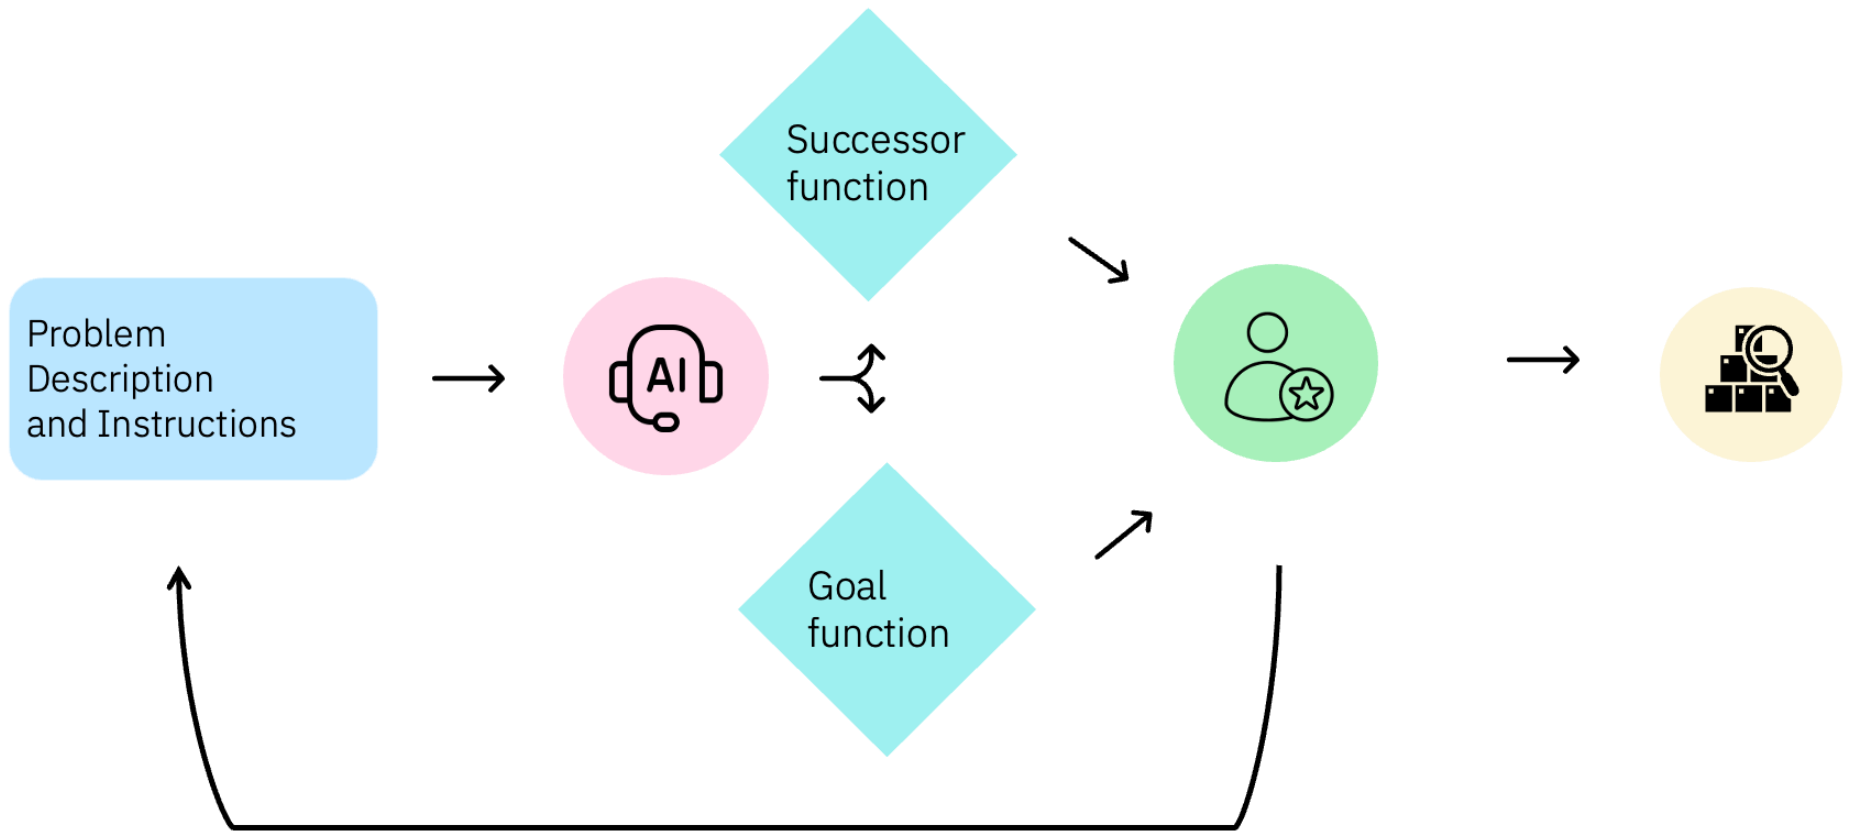 Successor
function
Problem
Description
and Instructions
AI
Goal
function